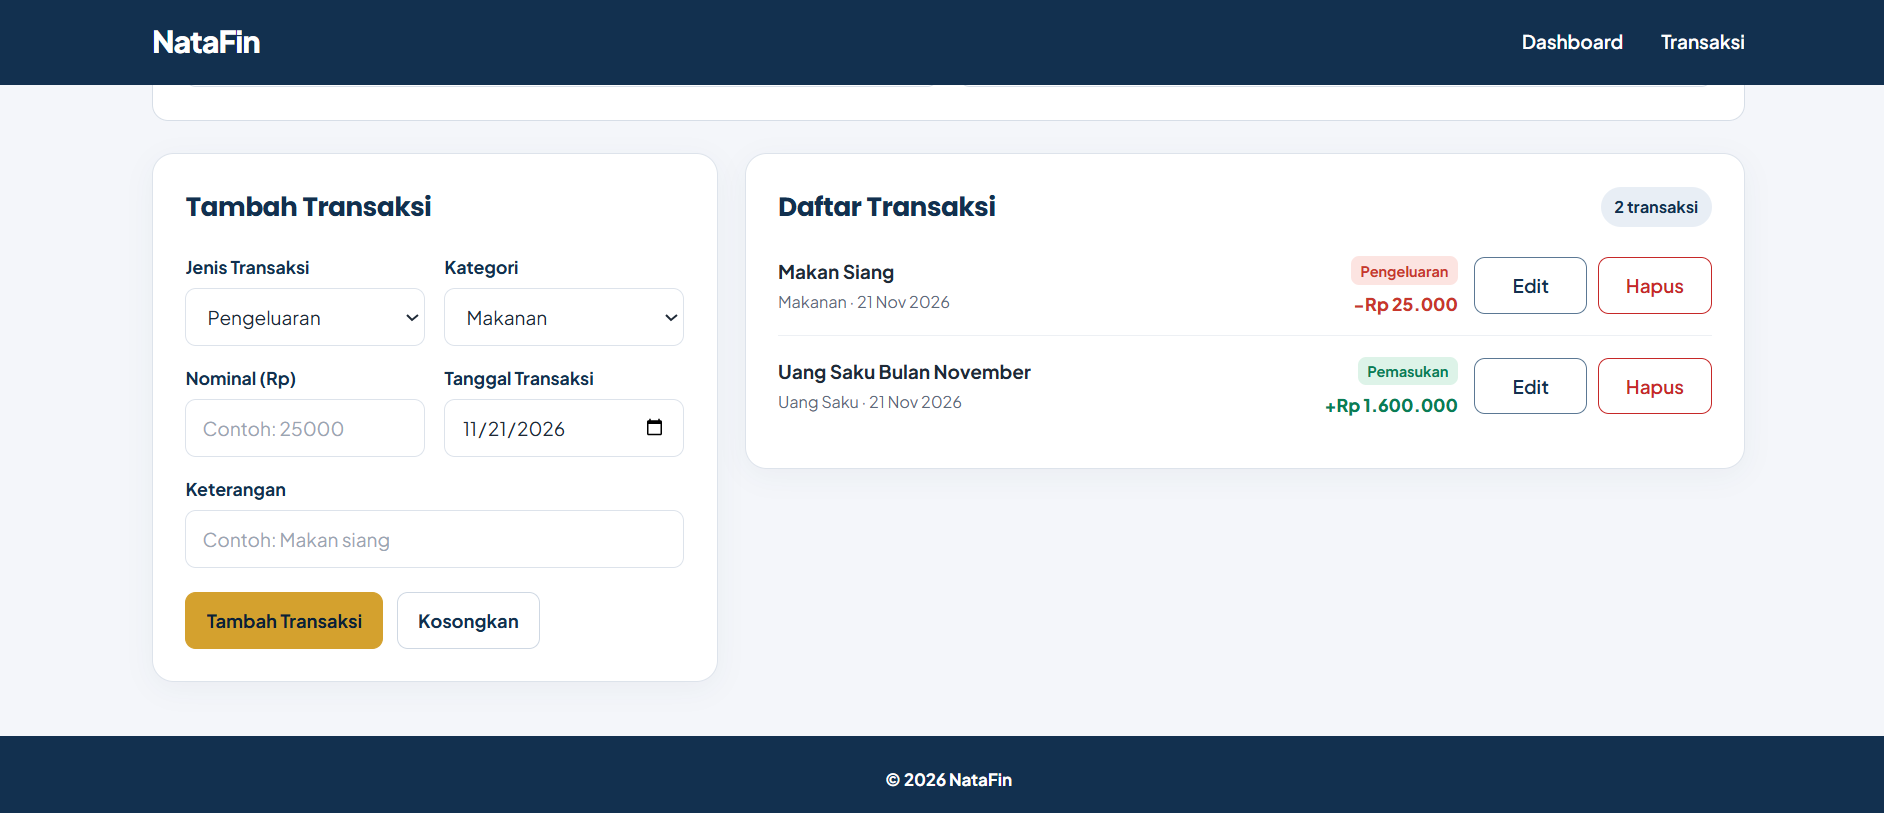 NataFin
Dashboard Transaksi
Tambah Transaksi
Jenis Transaksi Kategori
Pengeluaran Makanan
Nominal (Rp) Tanggal Transaksi
Contoh: 25000 11/21/2026
Keterangan
Contoh: Makan siang
Tambah Transaksi Kosongkan
Daftar Transaksi 2 transaksi
Makan Siang
Makanan · 21 Nov 2026
Pengeluaran
-Rp 25.000
Edit Hapus
Uang Saku Bulan November
Uang Saku · 21 Nov 2026
Pemasukan
+Rp 1.600.000
Edit Hapus
© 2026 NataFin